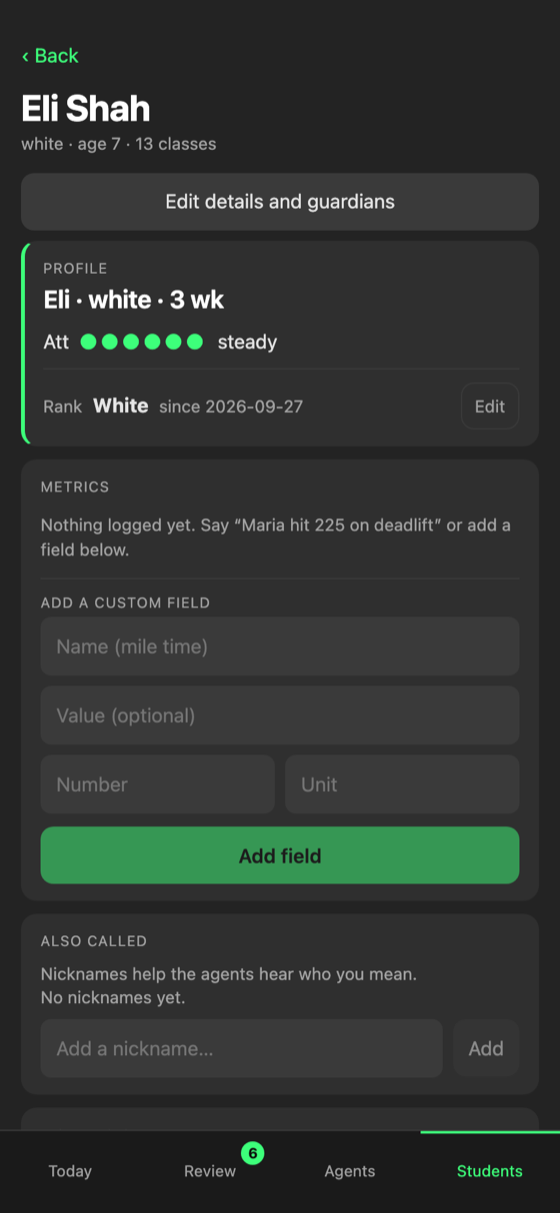 ‹ Back
Eli Shah
white · age 7 · 13 classes
Edit details and guardians
PROFILE
Eli · white · 3 wk
Att steady
Rank White since 2026-09-27 Edit
METRICS
Nothing logged yet. Say “Maria hit 225 on deadlift” or add a
field below.
ADD A CUSTOM FIELD
Name (mile time)
Value (optional)
Number Unit
Add field
ALSO CALLED
Nicknames help the agents hear who you mean.
No nicknames yet.
Add a nickname... Add
6
Today Review Agents Students